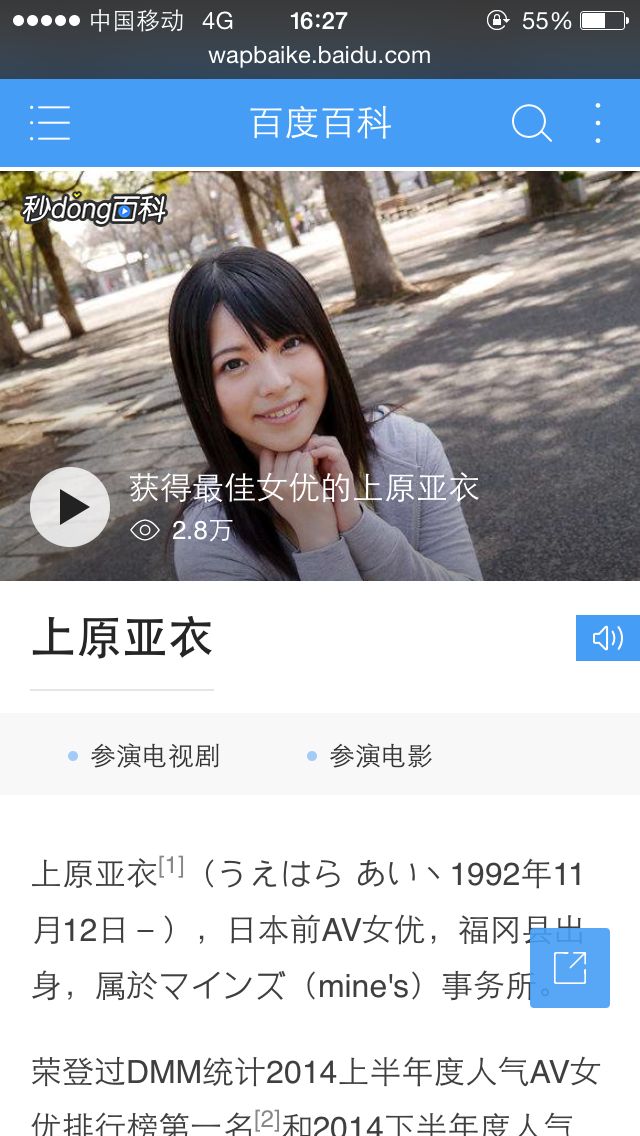 中国移动 4G 16:27 55%
wapbaike.baidu.com
百度百科
秒dǒng百科
获得最佳女优的上原亚衣
2.8万
上原亚衣
参演电视剧 参演电影
上原亚衣[1]（うえはら あい丶1992年11
月12日－），日本前AV女优，福冈县出
身，属於マインズ（mine's）事务所。
荣登过DMM统计2014上半年度人气AV女
优排行榜第一名[2]和2014下半年度人气